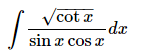 ∫ √(cot x) / (sin x cos x) dx